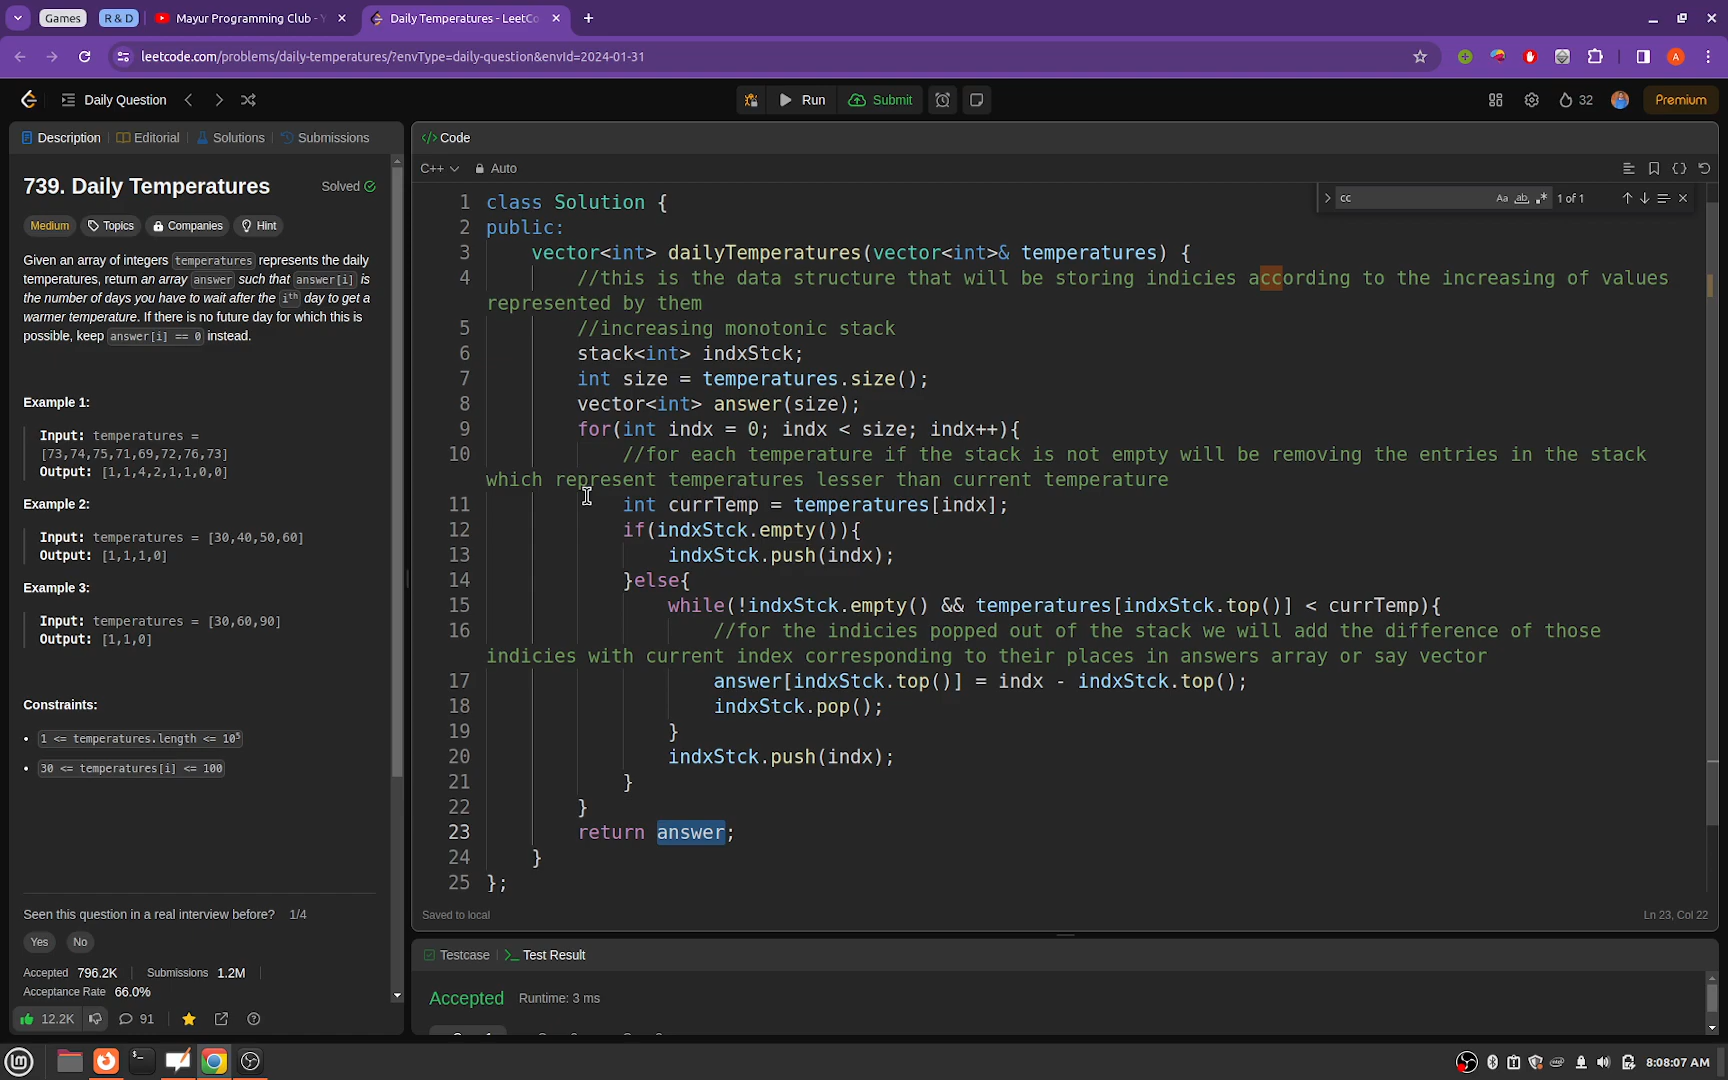 Games
R & D
Mayur Programming Club - Y
Daily Temperatures - LeetCo
leetcode.com/problems/daily-temperatures/?envType=daily-question&envId=2024-01-31
A
Daily Question
Run
Submit
32
Premium
Description
Editorial
Solutions
Submissions
739. Daily Temperatures
Solved
Medium
Topics
Companies
Hint
Given an array of integers temperatures represents the daily
temperatures, return an array answer such that answer[i] is
the number of days you have to wait after the ith day to get a
warmer temperature. If there is no future day for which this is
possible, keep answer[i] == 0 instead.
Example 1:
Input: temperatures =
[73,74,75,71,69,72,76,73]
Output: [1,1,4,2,1,1,0,0]
Example 2:
Input: temperatures = [30,40,50,60]
Output: [1,1,1,0]
Example 3:
Input: temperatures = [30,60,90]
Output: [1,1,0]
Constraints:
• 1 <= temperatures.length <= 10⁵
• 30 <= temperatures[i] <= 100
Seen this question in a real interview before? 1/4
Yes No
Accepted 796.2K Submissions 1.2M
Acceptance Rate 66.0%
12.2K 91
</> Code
C++ Auto
cc Aa ab .* 1 of 1
1 class Solution {
2 public:
3 vector<int> dailyTemperatures(vector<int>& temperatures) {
4 //this is the data structure that will be storing indicies according to the increasing of values
represented by them
5 //increasing monotonic stack
6 stack<int> indxStck;
7 int size = temperatures.size();
8 vector<int> answer(size);
9 for(int indx = 0; indx < size; indx++){
10 //for each temperature if the stack is not empty will be removing the entries in the stack
which represent temperatures lesser than current temperature
11 int currTemp = temperatures[indx];
12 if(indxStck.empty()){
13 indxStck.push(indx);
14 }else{
15 while(!indxStck.empty() && temperatures[indxStck.top()] < currTemp){
16 //for the indicies popped out of the stack we will add the difference of those
indicies with current index corresponding to their places in answers array or say vector
17 answer[indxStck.top()] = indx - indxStck.top();
18 indxStck.pop();
19 }
20 indxStck.push(indx);
21 }
22 }
23 return answer;
24 }
25 };
Saved to local
Ln 23, Col 22
Testcase
>_ Test Result
Accepted Runtime: 3 ms
8:08:07 AM